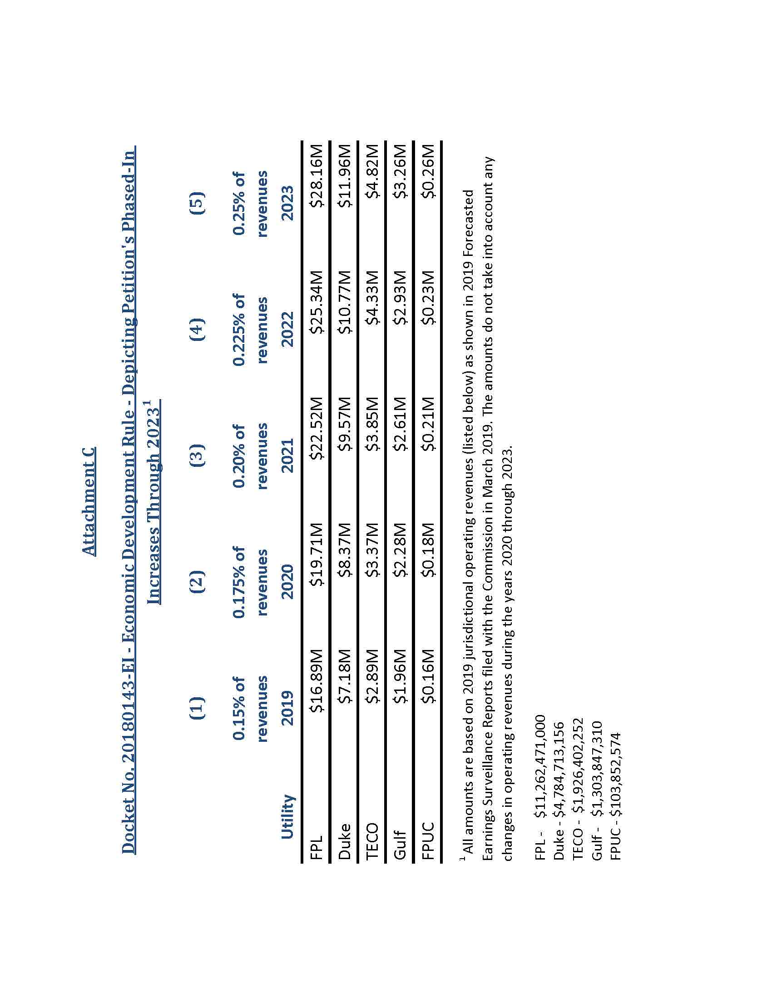 Attachment C
Docket No. 20180143-EI - Economic Development Rule - Depicting Petition's Phased-In
Increases Through 2023¹
(1) (2) (3) (4) (5)
0.15% of 0.175% of 0.20% of 0.225% of 0.25% of
revenues revenues revenues revenues revenues
Utility 2019 2020 2021 2022 2023
FPL $16.89M $19.71M $22.52M $25.34M $28.16M
Duke $7.18M $8.37M $9.57M $10.77M $11.96M
TECO $2.89M $3.37M $3.85M $4.33M $4.82M
Gulf $1.96M $2.28M $2.61M $2.93M $3.26M
FPUC $0.16M $0.18M $0.21M $0.23M $0.26M
¹ All amounts are based on 2019 jurisdictional operating revenues (listed below) as shown in 2019 Forecasted
Earnings Surveillance Reports filed with the Commission in March 2019. The amounts do not take into account any
changes in operating revenues during the years 2020 through 2023.
FPL - $11,262,471,000
Duke - $4,784,713,156
TECO - $1,926,402,252
Gulf - $1,303,847,310
FPUC - $103,852,574